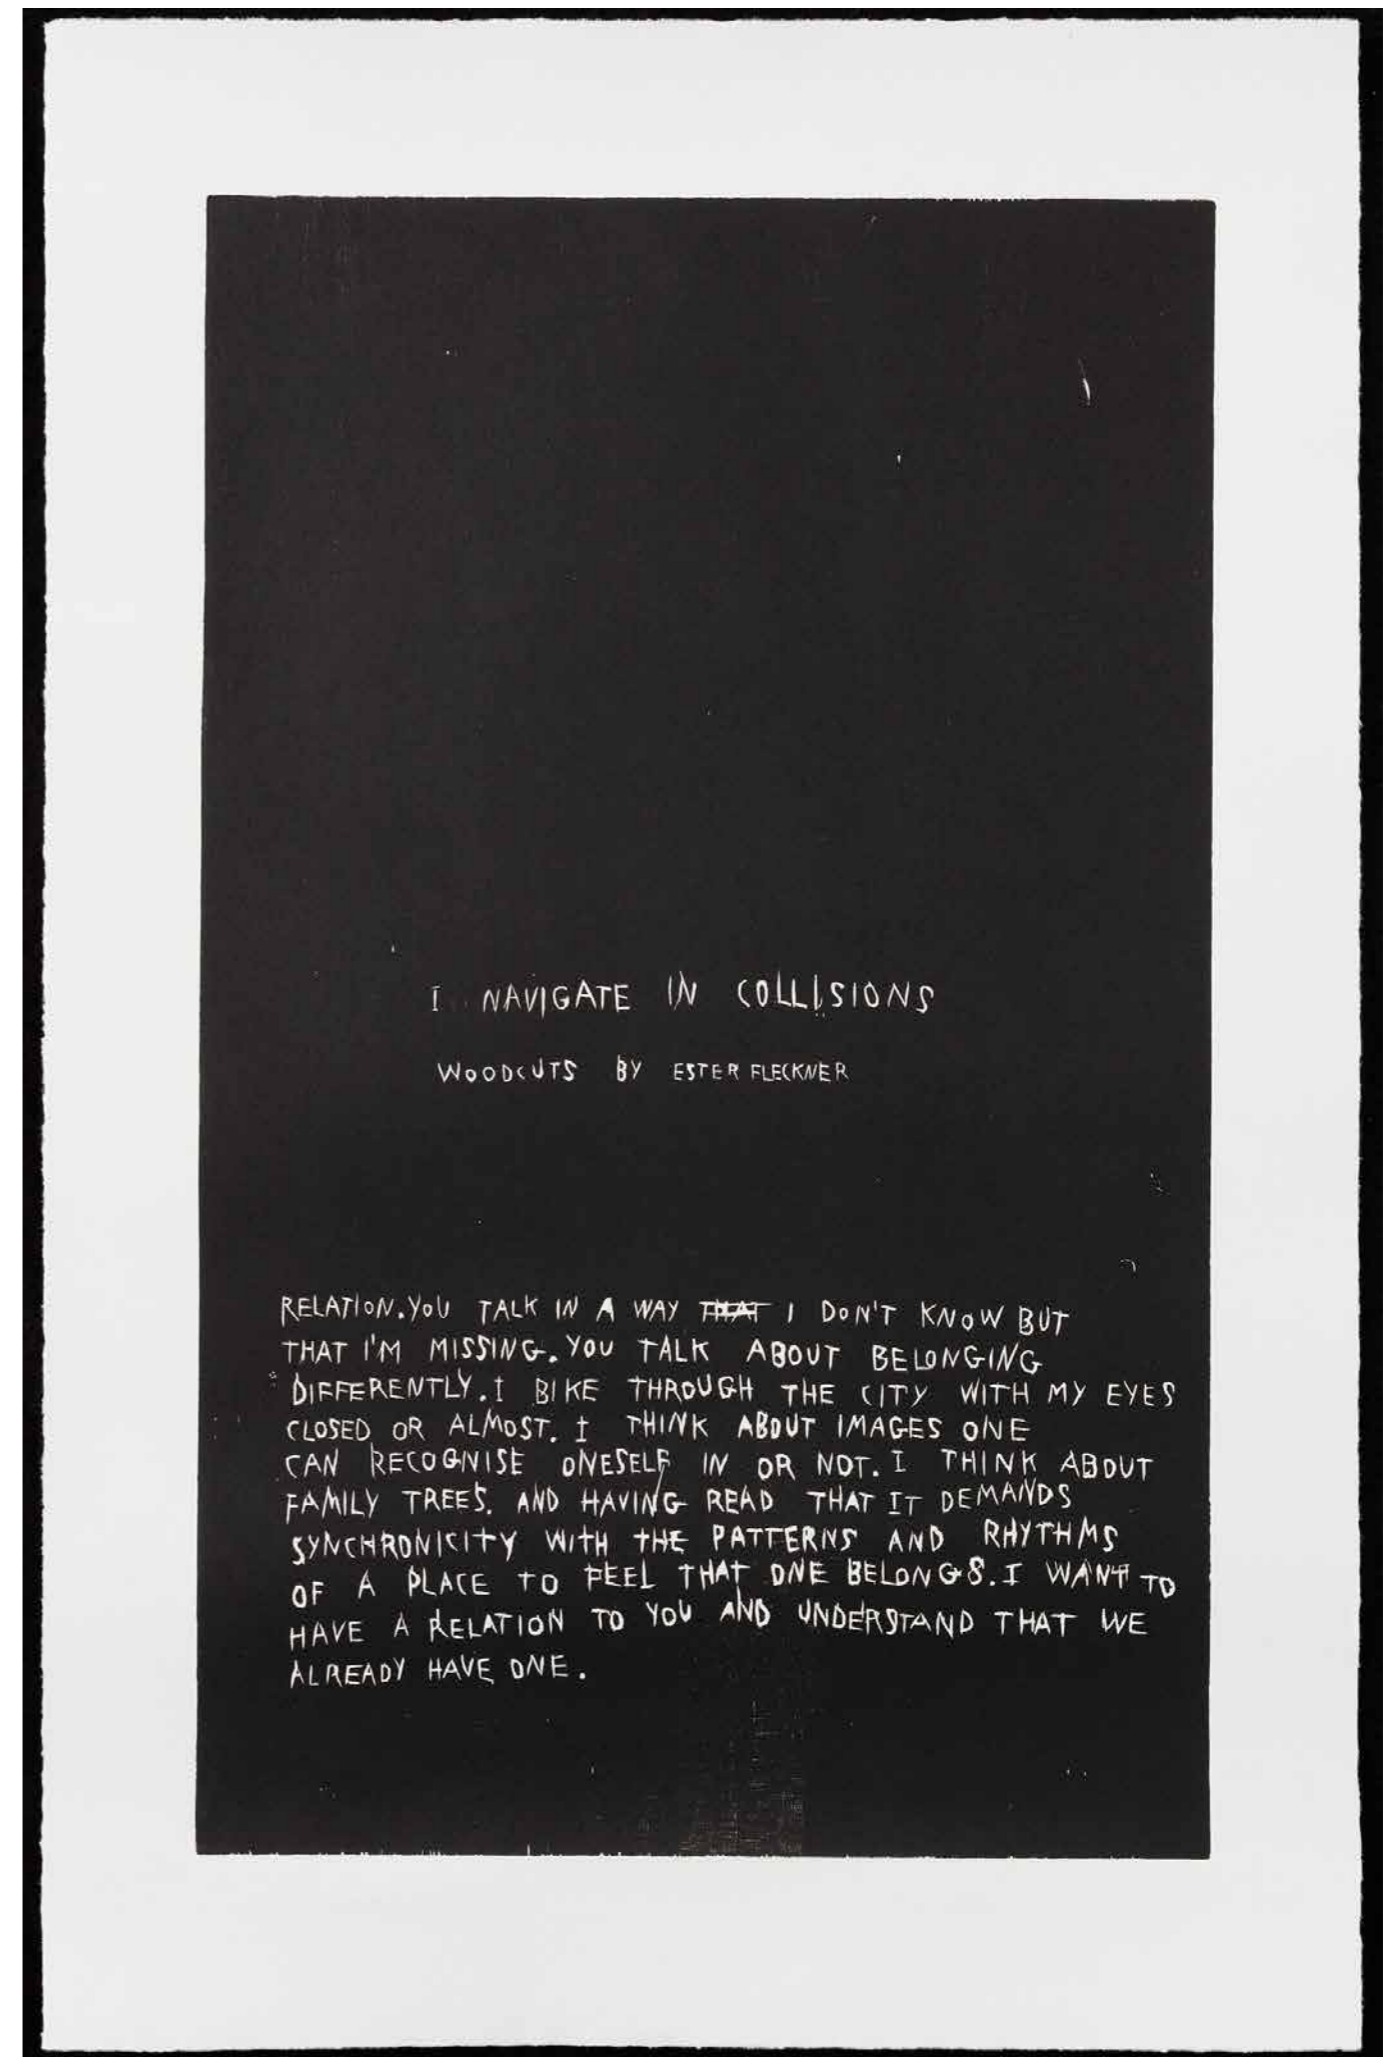 I NAVIGATE IN COLLISIONS
WOODCUTS BY ESTER FLECKNER
RELATION. YOU TALK IN A WAY THAT I DON'T KNOW BUT
THAT I'M MISSING. YOU TALK ABOUT BELONGING
DIFFERENTLY. I BIKE THROUGH THE CITY WITH MY EYES
CLOSED OR ALMOST. I THINK ABOUT IMAGES ONE
CAN RECOGNISE ONESELF IN OR NOT. I THINK ABOUT
FAMILY TREES. AND HAVING READ THAT IT DEMANDS
SYNCHRONICITY WITH THE PATTERNS AND RHYTHMS
OF A PLACE TO FEEL THAT ONE BELONGS. I WANT TO
HAVE A RELATION TO YOU AND UNDERSTAND THAT WE
ALREADY HAVE ONE.